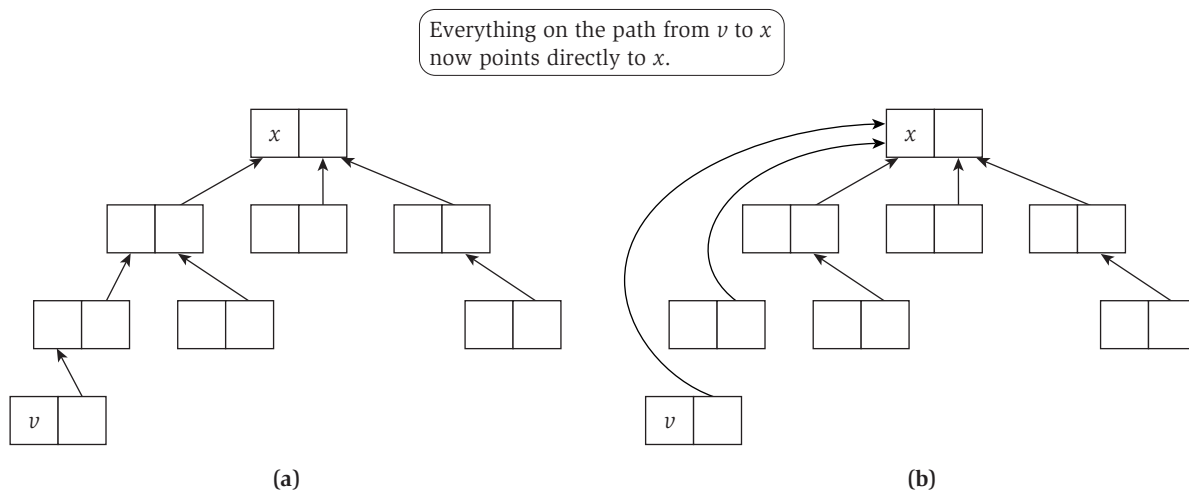 Everything on the path from v to x
now points directly to x.
x
x
v
v
(a)
(b)